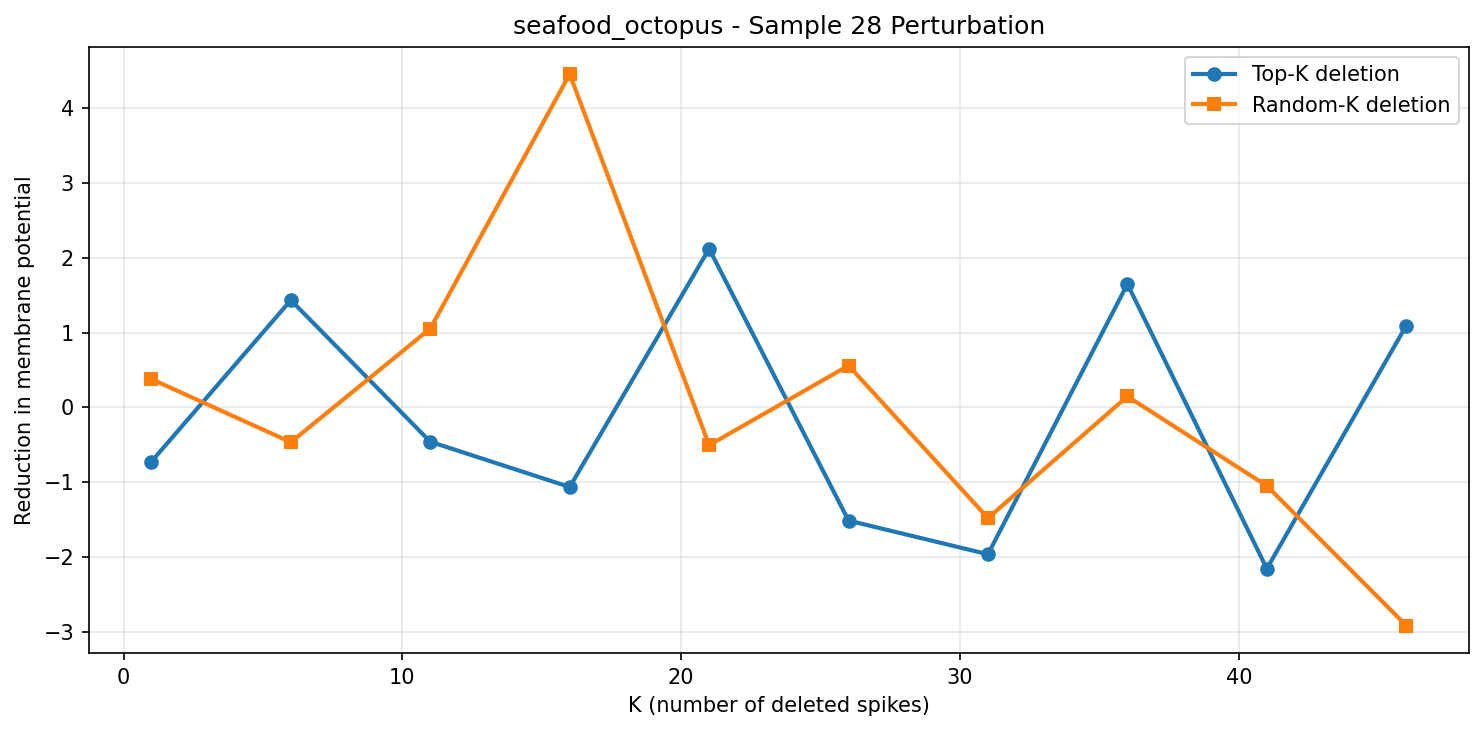 seafood_octopus - Sample 28 Perturbation
Top-K deletion
Random-K deletion
Reduction in membrane potential
4
3
2
1
0
−1
−2
−3
0
10
20
30
40
K (number of deleted spikes)